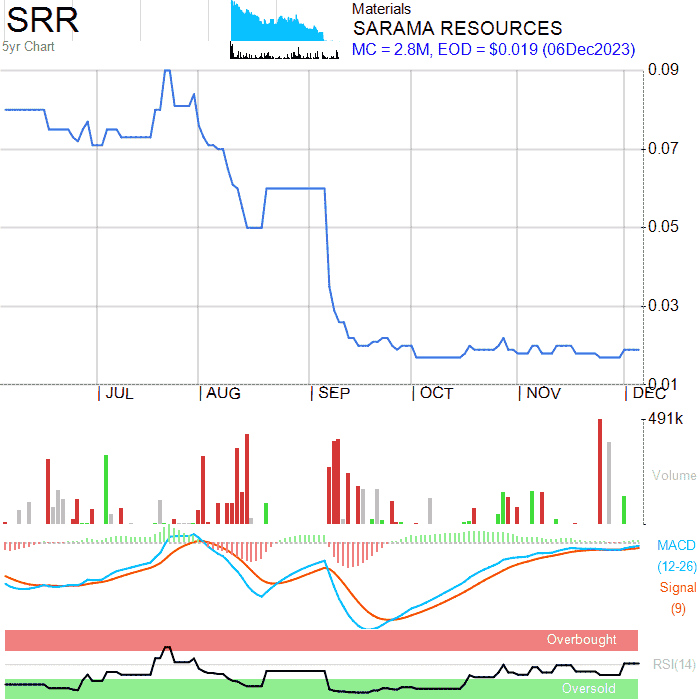 SRR
5yr Chart
Materials
SARAMA RESOURCES
MC = 2.8M, EOD = $0.019 (06Dec2023)
0.09
0.07
0.05
0.03
0.01
JUL
AUG
SEP
OCT
NOV
DEC
491k
Volume
MACD
(12-26)
Signal
(9)
Overbought
RSI(14)
Oversold